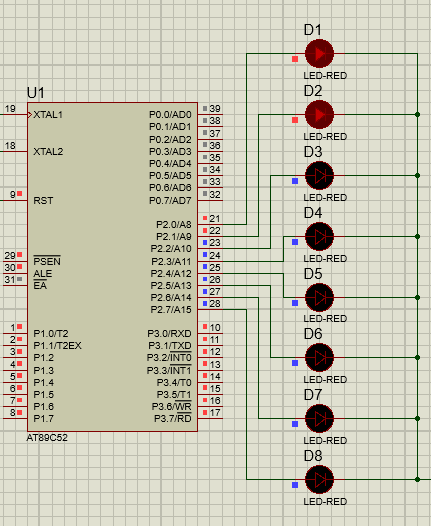 D1
LED-RED
D2
LED-RED
D3
LED-RED
D4
LED-RED
D5
LED-RED
D6
LED-RED
D7
LED-RED
D8
LED-RED
U1
19 XTAL1 P0.0/AD0 39
P0.1/AD1 38
P0.2/AD2 37
18 XTAL2 P0.3/AD3 36
P0.4/AD4 35
P0.5/AD5 34
P0.6/AD6 33
9 RST P0.7/AD7 32
P2.0/A8 21
P2.1/A9 22
P2.2/A10 23
29 PSEN P2.3/A11 24
30 ALE P2.4/A12 25
31 EA P2.5/A13 26
P2.6/A14 27
P2.7/A15 28
1 P1.0/T2 P3.0/RXD 10
2 P1.1/T2EX P3.1/TXD 11
3 P1.2 P3.2/INT0 12
4 P1.3 P3.3/INT1 13
5 P1.4 P3.4/T0 14
6 P1.5 P3.5/T1 15
7 P1.6 P3.6/WR 16
8 P1.7 P3.7/RD 17
AT89C52